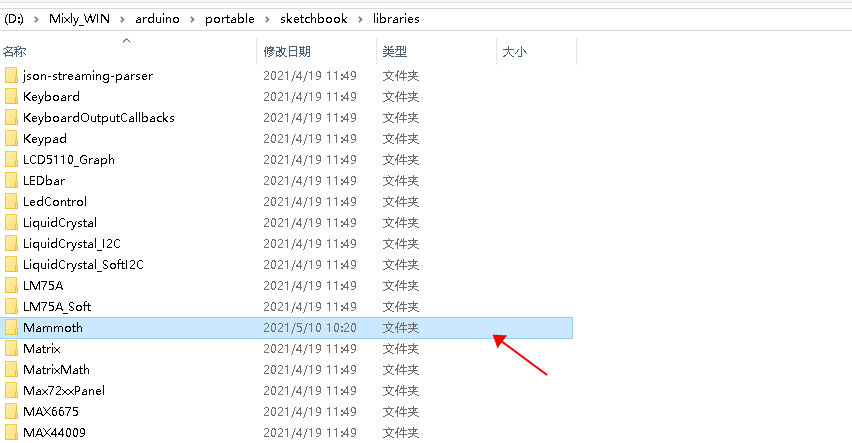 (D:) > Mixly_WIN > arduino > portable > sketchbook > libraries
名称 修改日期 类型 大小
json-streaming-parser 2021/4/19 11:49 文件夹
Keyboard 2021/4/19 11:49 文件夹
KeyboardOutputCallbacks 2021/4/19 11:49 文件夹
Keypad 2021/4/19 11:49 文件夹
LCD5110_Graph 2021/4/19 11:49 文件夹
LEDbar 2021/4/19 11:49 文件夹
LedControl 2021/4/19 11:49 文件夹
LiquidCrystal 2021/4/19 11:49 文件夹
LiquidCrystal_I2C 2021/4/19 11:49 文件夹
LiquidCrystal_SoftI2C 2021/4/19 11:49 文件夹
LM75A 2021/4/19 11:49 文件夹
LM75A_Soft 2021/4/19 11:49 文件夹
Mammoth 2021/5/10 10:20 文件夹
Matrix 2021/4/19 11:49 文件夹
MatrixMath 2021/4/19 11:49 文件夹
Max72xxPanel 2021/4/19 11:49 文件夹
MAX6675 2021/4/19 11:49 文件夹
MAX44009 2021/4/19 11:49 文件夹